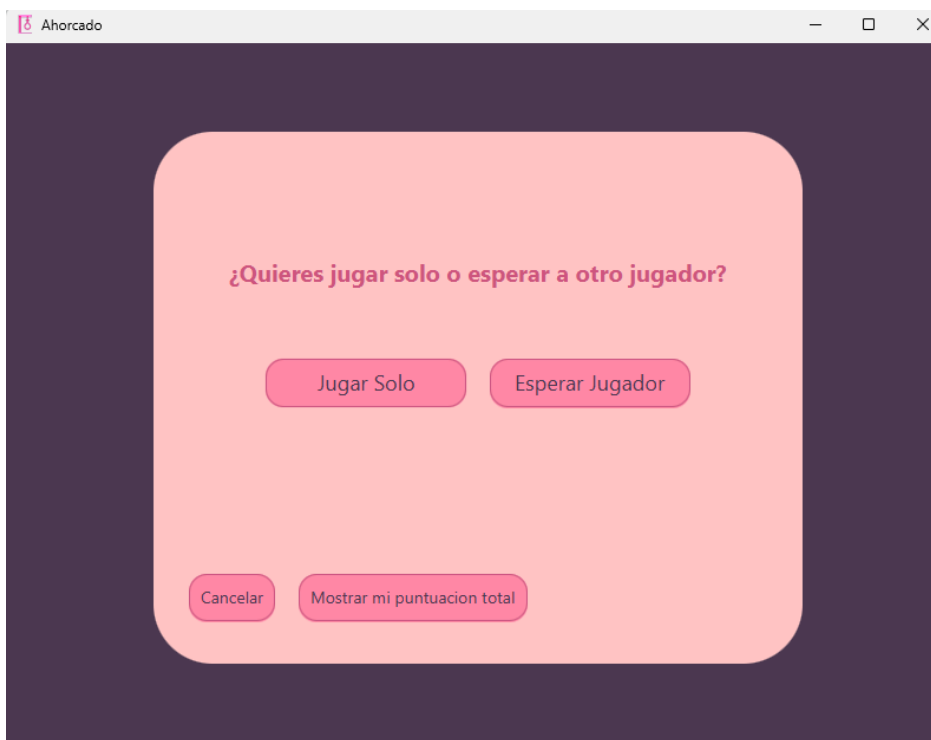 Ahorcado
¿Quieres jugar solo o esperar a otro jugador?
Jugar Solo
Esperar Jugador
Cancelar
Mostrar mi puntuacion total